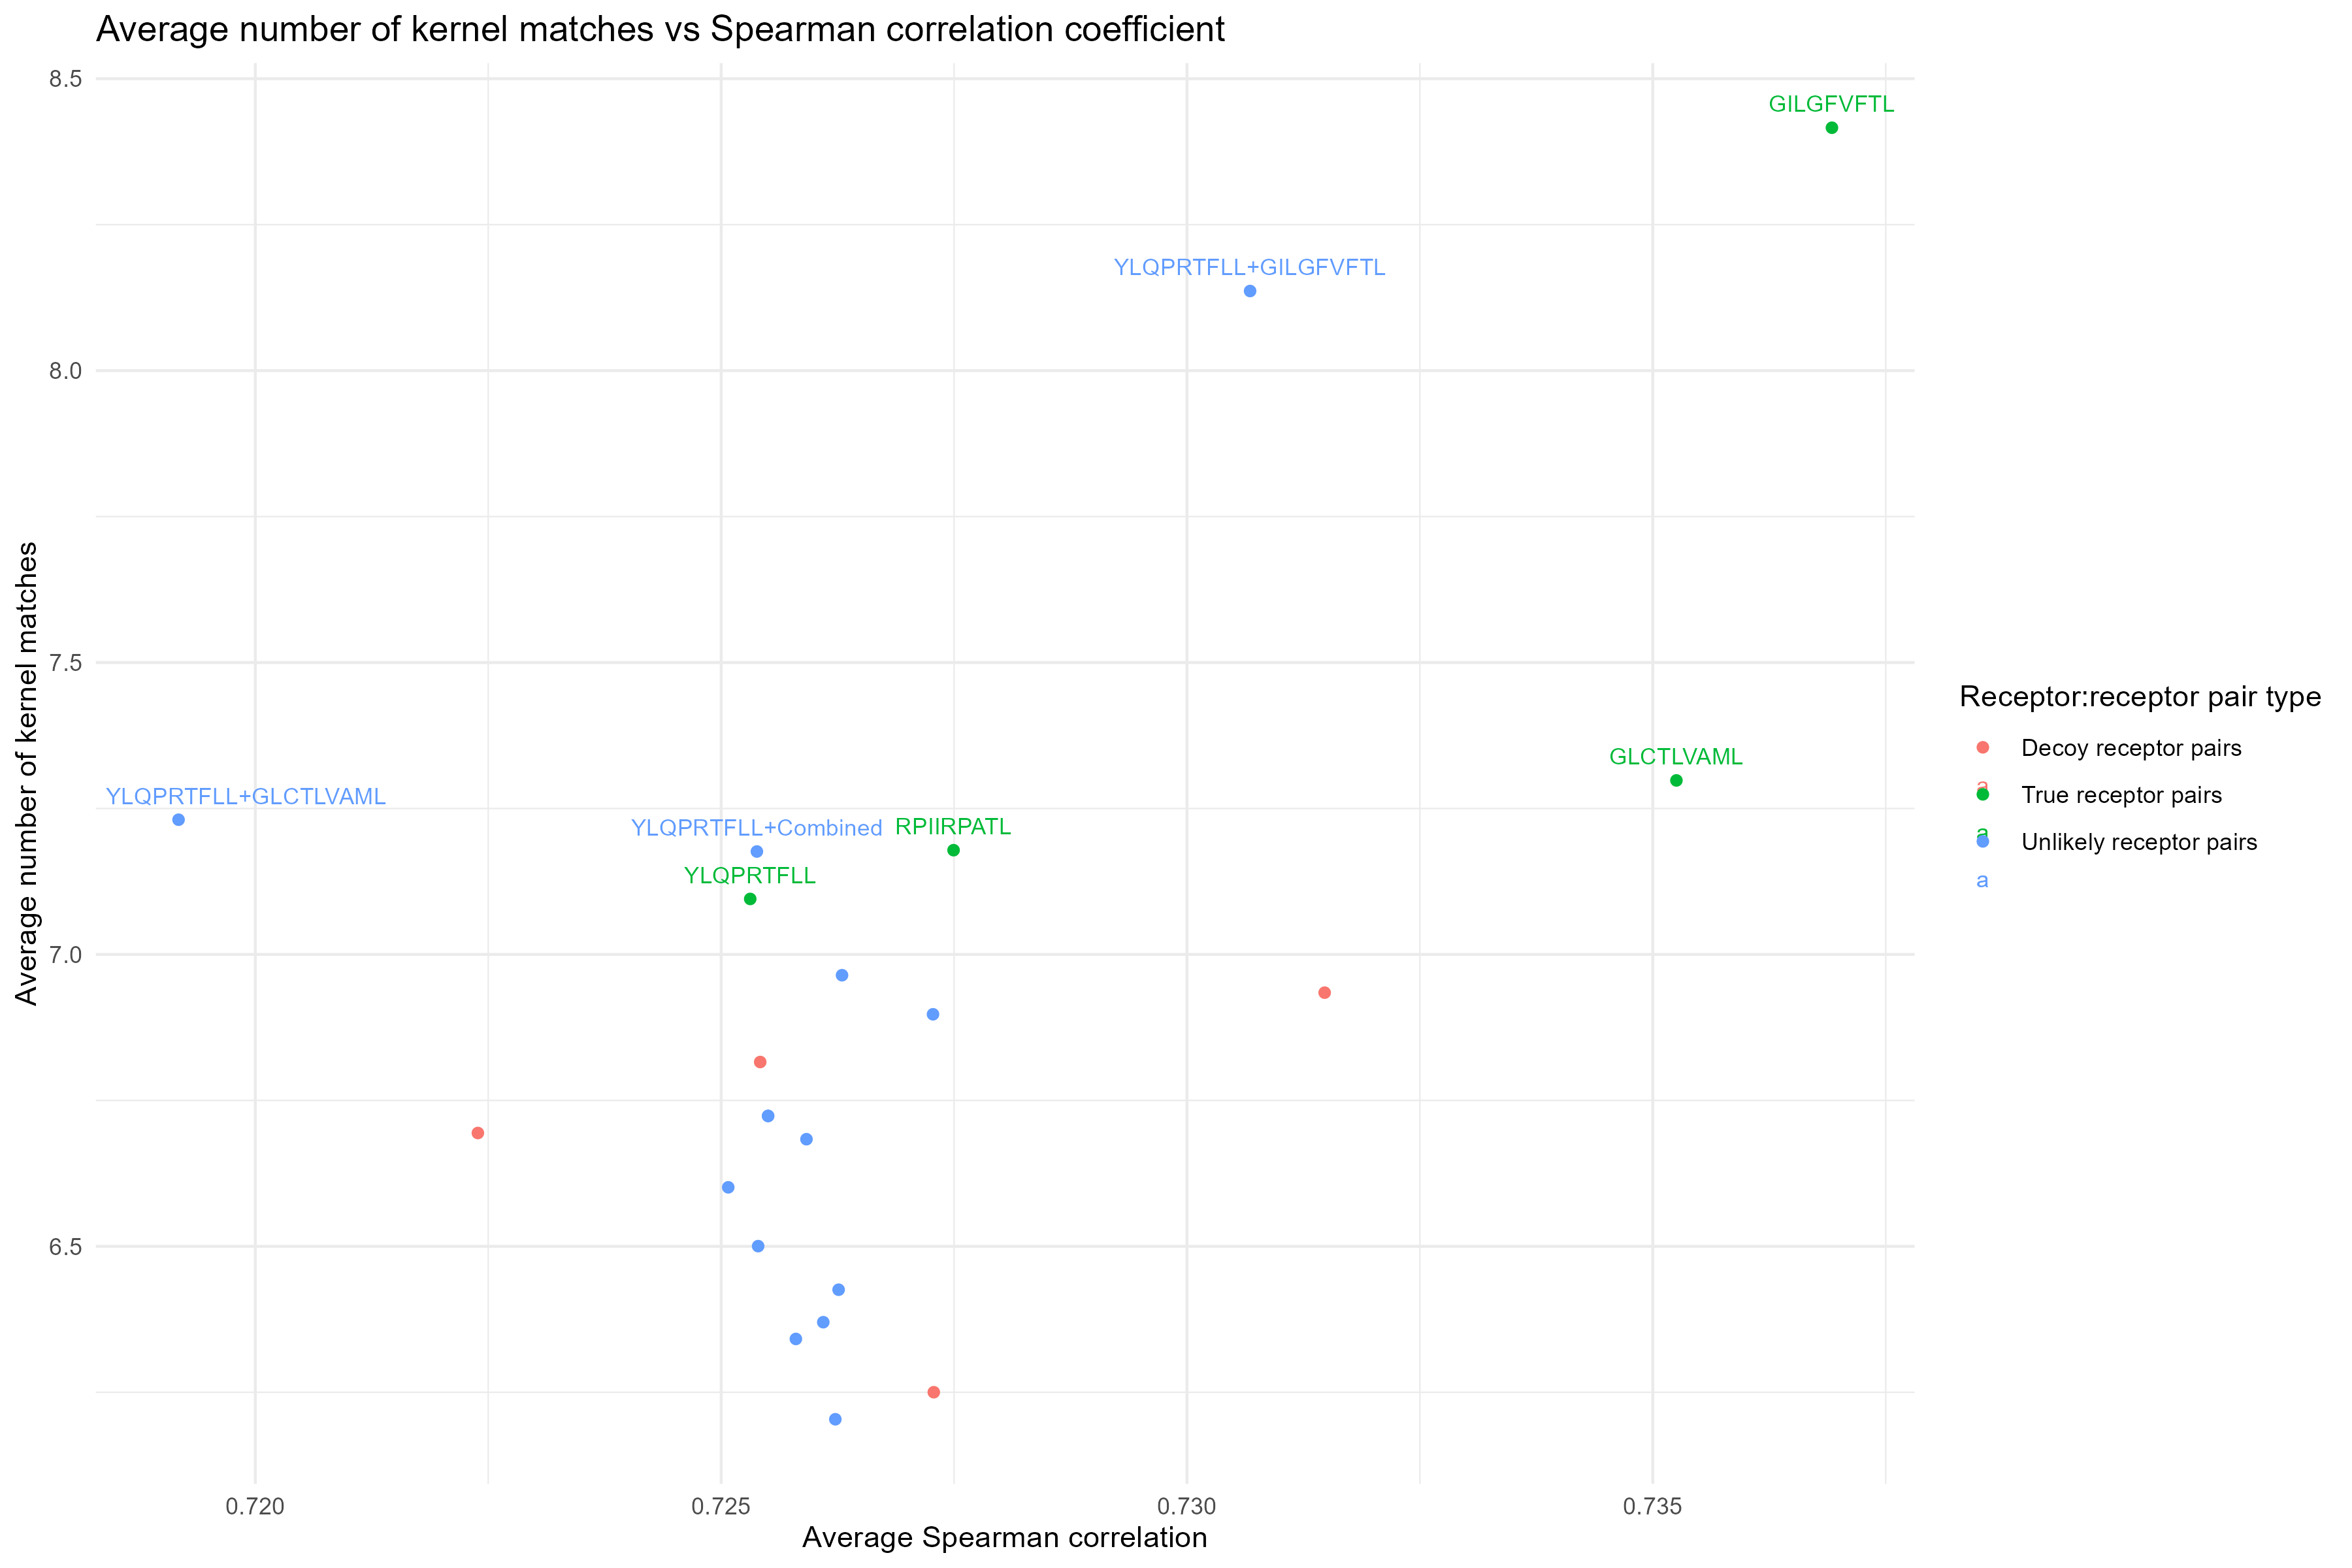 Average number of kernel matches vs Spearman correlation coefficient
8.5
GILGFVFTL
YLQPRTFLL+GILGFVFTL
8.0
7.5
GLCTLVAML
YLQPRTFLL+GLCTLVAML
YLQPRTFLL+Combined
RPIIRPATL
YLQPRTFLL
7.0
6.5
Average number of kernel matches
0.720
0.725
0.730
0.735
Average Spearman correlation
Receptor:receptor pair type
Decoy receptor pairs
a
True receptor pairs
a
Unlikely receptor pairs
a